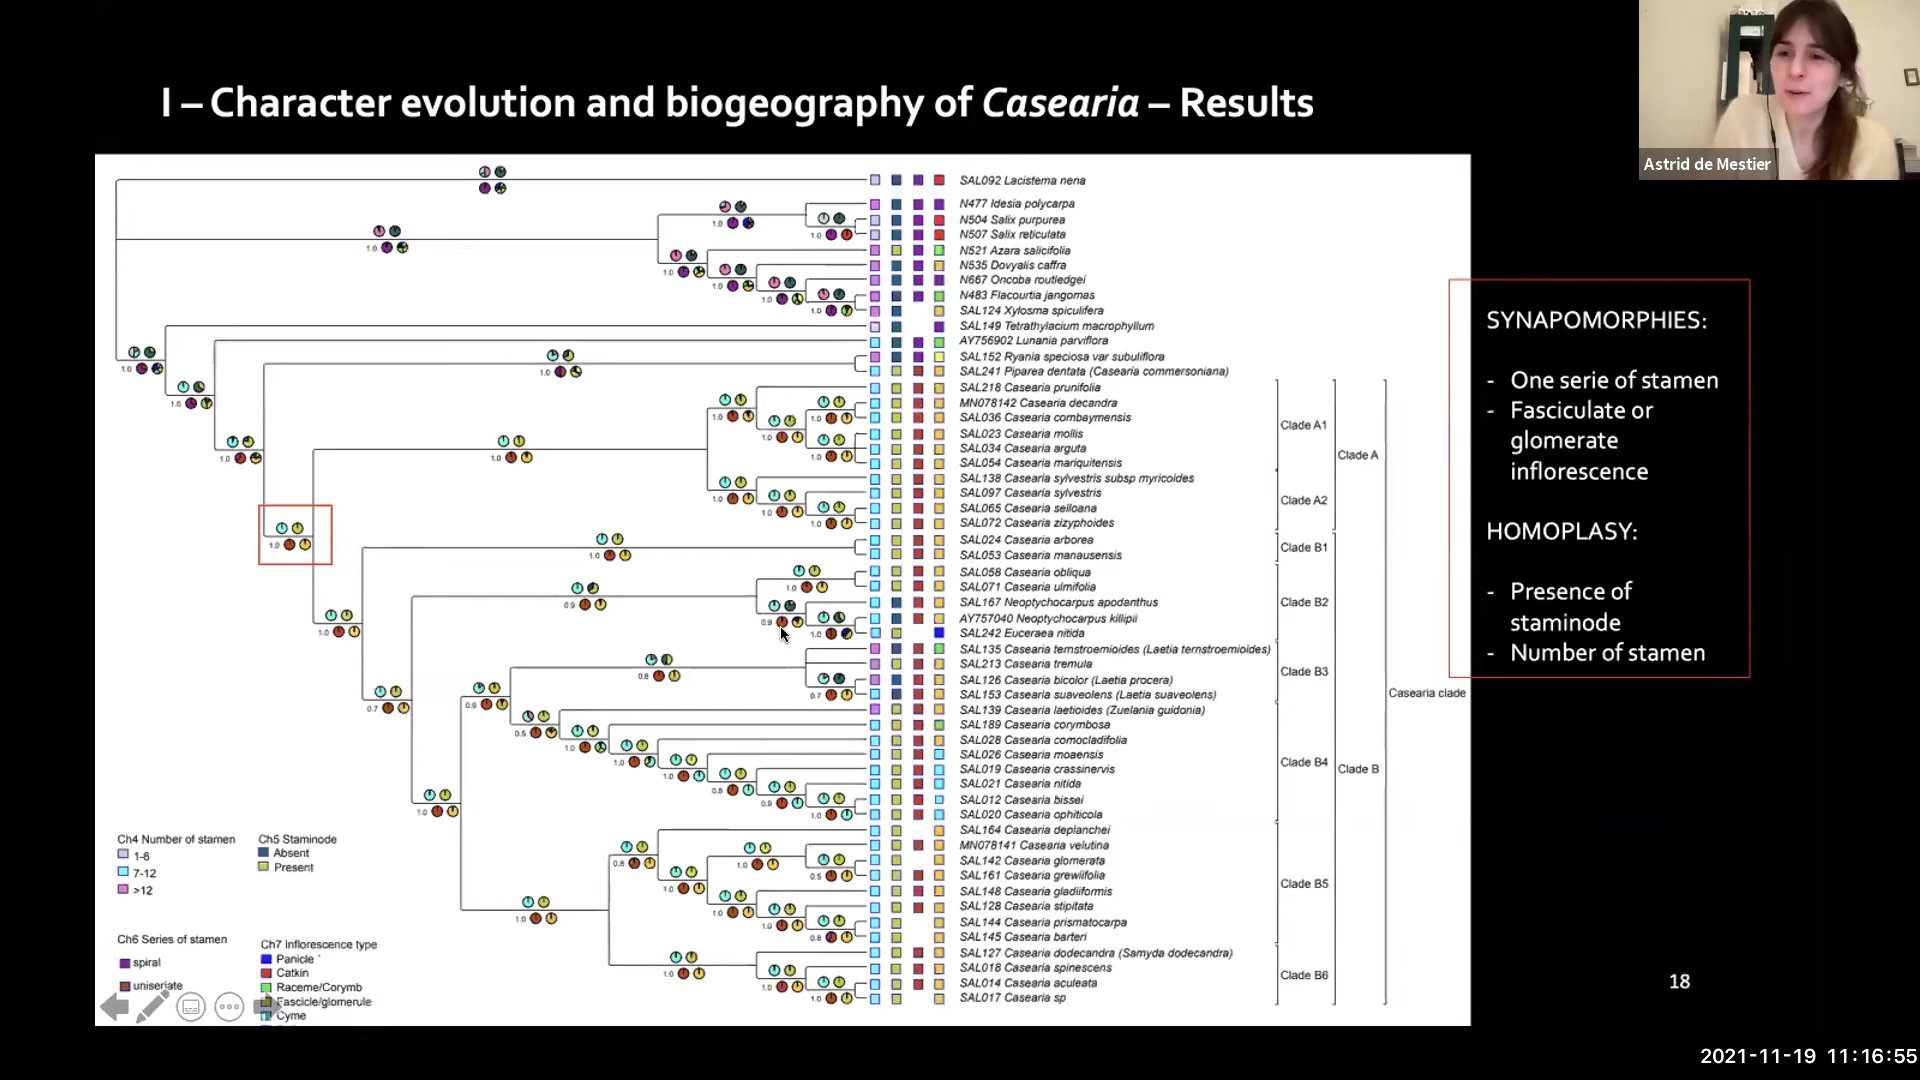 I – Character evolution and biogeography of Casearia – Results
Astrid de Mestier
SAL092 Lacistema nena
N477 Idesia polycarpa
N504 Salix purpurea
N507 Salix reticulata
N521 Azara salicifolia
N535 Dovyalis caffra
N667 Oncoba routledgei
N483 Flacourtia jangomas
SAL124 Xylosma spiculifera
SAL149 Tetrathylacium macrophyllum
AY756902 Lunania parviflora
SAL152 Ryania speciosa var subuliflora
SAL241 Piparea dentata (Casearia commersoniana)
SAL218 Casearia prunifolia
MN078142 Casearia decandra
SAL036 Casearia combaymensis
SAL023 Casearia mollis
SAL034 Casearia arguta
SAL054 Casearia mariquitensis
SAL138 Casearia sylvestris subsp myricoides
SAL097 Casearia sylvestris
SAL065 Casearia selloana
SAL072 Casearia zizyphoides
SAL024 Casearia arborea
SAL053 Casearia manausensis
SAL058 Casearia obliqua
SAL071 Casearia ulmifolia
SAL167 Neoptychocarpus apodanthus
AY757040 Neoptychocarpus killipii
SAL242 Euceraea nitida
SAL135 Casearia ternstroemioides (Laetia ternstroemioides)
SAL213 Casearia tremula
SAL126 Casearia bicolor (Laetia procera)
SAL153 Casearia suaveolens (Laetia suaveolens)
SAL139 Casearia laetioides (Zuelania guidonia)
SAL189 Casearia corymbosa
SAL028 Casearia comocladifolia
SAL026 Casearia moaensis
SAL019 Casearia crassinervis
SAL021 Casearia nitida
SAL012 Casearia bissei
SAL020 Casearia ophiticola
SAL164 Casearia deplanchei
MN078141 Casearia velutina
SAL142 Casearia glomerata
SAL161 Casearia grewiifolia
SAL148 Casearia gladiiformis
SAL128 Casearia stipitata
SAL144 Casearia prismatocarpa
SAL145 Casearia barteri
SAL127 Casearia dodecandra (Samyda dodecandra)
SAL018 Casearia spinescens
SAL014 Casearia aculeata
SAL017 Casearia sp
Clade A1
Clade A
Clade A2
Clade B1
Clade B2
Clade B3
Casearia clade
Clade B4
Clade B
Clade B5
Clade B6
Ch4 Number of stamen
1-6
7-12
>12
Ch5 Staminode
Absent
Present
Ch6 Series of stamen
spiral
uniseriate
Ch7 Inflorescence type
Panicle
Catkin
Raceme/Corymb
Fascicle/glomerule
Cyme
SYNAPOMORPHIES:
- One serie of stamen
- Fasciculate or
glomerate
inflorescence
HOMOPLASY:
- Presence of
staminode
- Number of stamen
18
2021-11-19 11:16:55